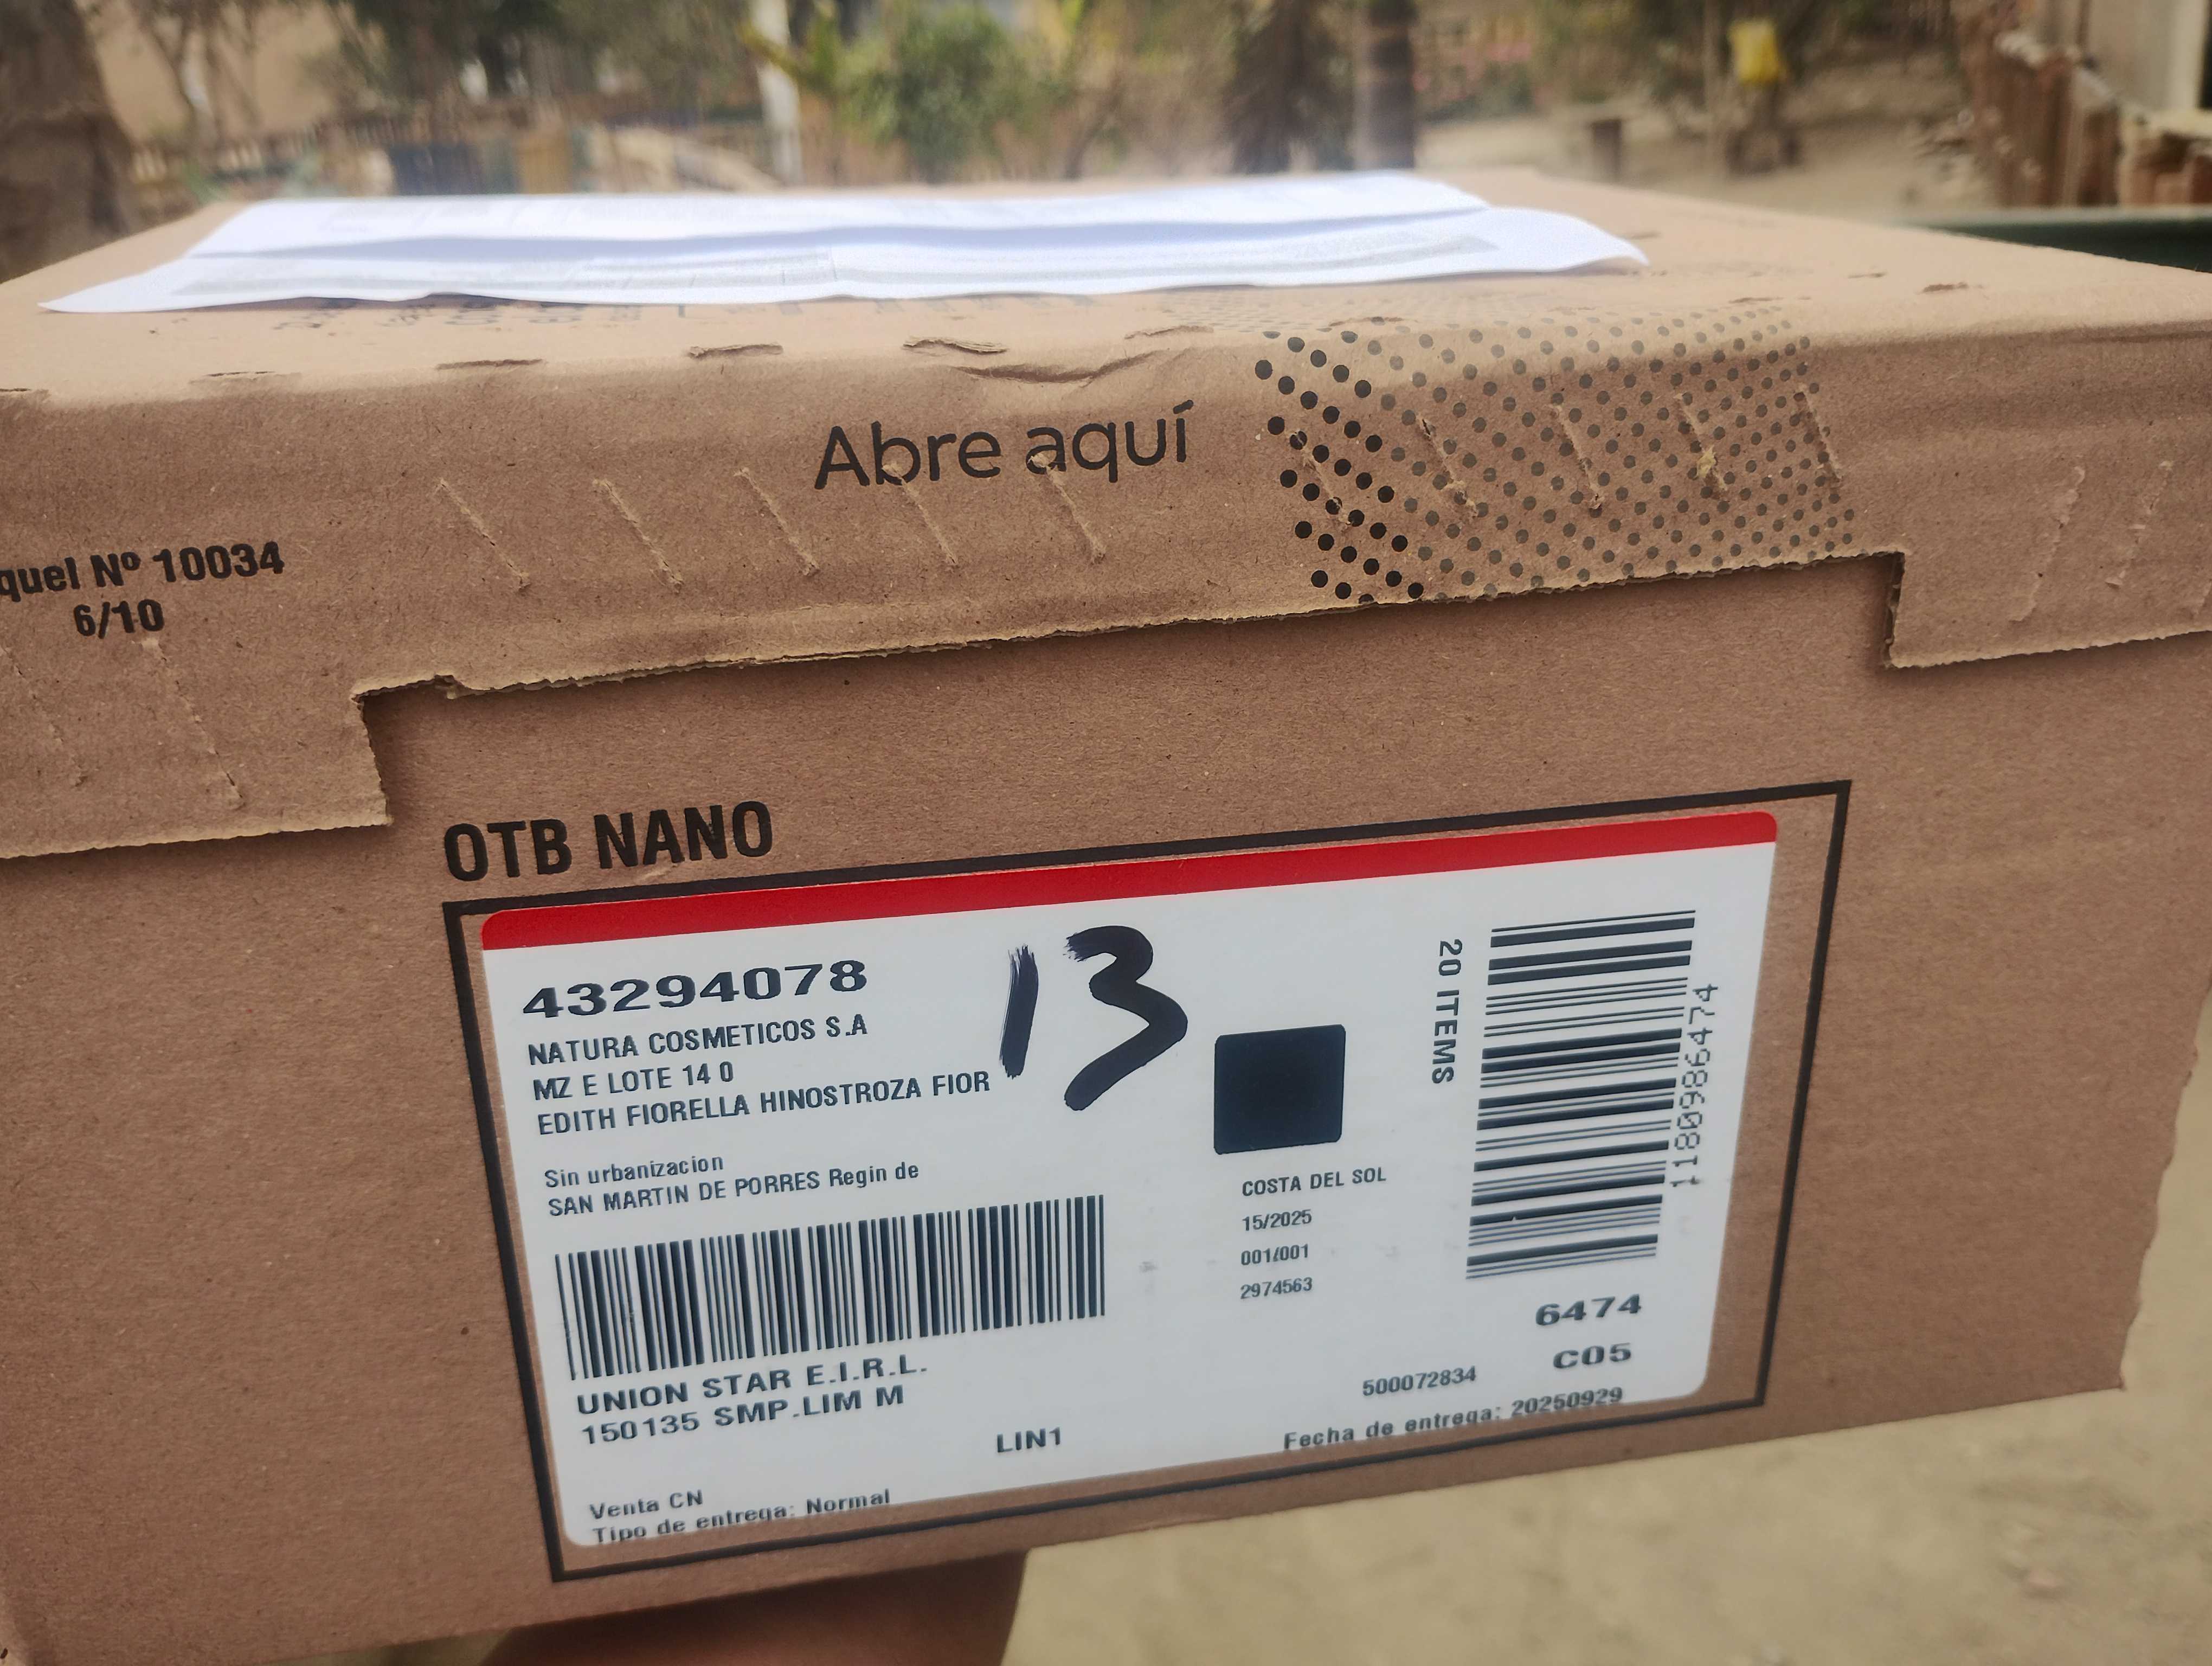 Abre aquí
quel Nº 10034
6/10
OTB NANO
43294078
13
NATURA COSMETICOS S.A
MZ E LOTE 14 0
EDITH FIORELLA HINOSTROZA FIOR
Sin urbanizacion
SAN MARTIN DE PORRES Regin de
UNION STAR E.I.R.L.
150135 SMP.LIM M
LIN1
Venta CN
Tipo de entrega: Normal
COSTA DEL SOL
15/2025
001/001
2974563
20 ITEMS
1180986474
6474
C05
500072834
Fecha de entrega: 20250929